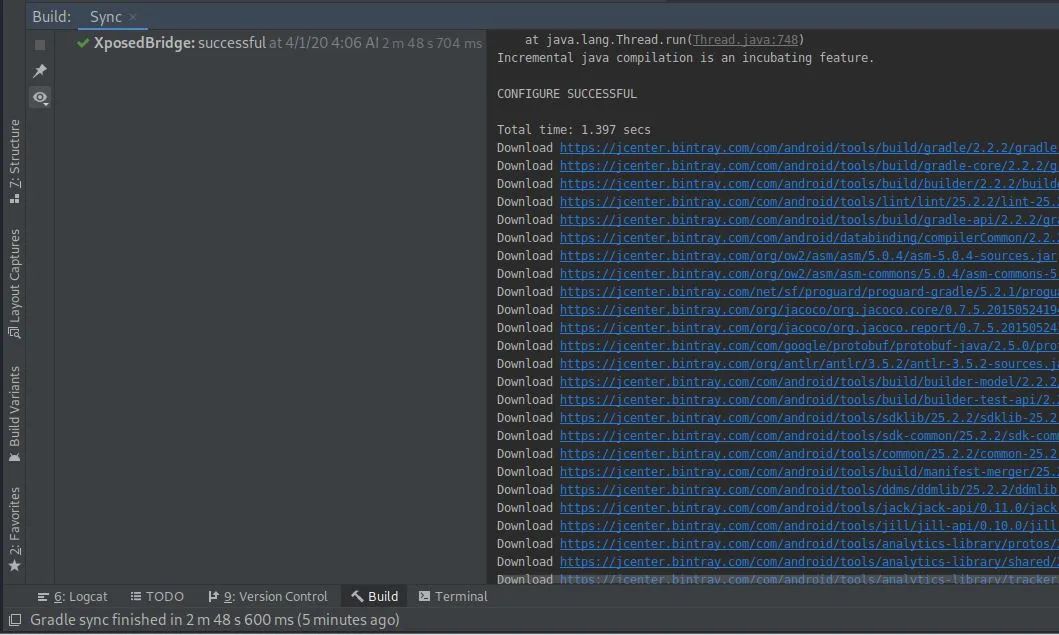 Build: Sync ×
XposedBridge: successful at 4/1/20 4:06 AI 2 m 48 s 704 ms
at java.lang.Thread.run(Thread.java:748)
Incremental java compilation is an incubating feature.
CONFIGURE SUCCESSFUL
Total time: 1.397 secs
Download https://jcenter.bintray.com/com/android/tools/build/gradle/2.2.2/gradle
Download https://jcenter.bintray.com/com/android/tools/build/gradle-core/2.2.2/g
Download https://jcenter.bintray.com/com/android/tools/build/builder/2.2.2/build
Download https://jcenter.bintray.com/com/android/tools/lint/lint/25.2.2/lint-25.
Download https://jcenter.bintray.com/com/android/tools/build/gradle-api/2.2.2/gr
Download https://jcenter.bintray.com/com/android/databinding/compilerCommon/2.2.
Download https://jcenter.bintray.com/org/ow2/asm/asm/5.0.4/asm-5.0.4-sources.jar
Download https://jcenter.bintray.com/org/ow2/asm/asm-commons/5.0.4/asm-commons-5
Download https://jcenter.bintray.com/net/sf/proguard/proguard-gradle/5.2.1/progu
Download https://jcenter.bintray.com/org/jacoco/org.jacoco.core/0.7.5.2015052419
Download https://jcenter.bintray.com/org/jacoco/org.jacoco.report/0.7.5.20150524
Download https://jcenter.bintray.com/com/google/protobuf/protobuf-java/2.5.0/pro
Download https://jcenter.bintray.com/org/antlr/antlr/3.5.2/antlr-3.5.2-sources.j
Download https://jcenter.bintray.com/com/android/tools/build/builder-model/2.2.2
Download https://jcenter.bintray.com/com/android/tools/build/builder-test-api/2.
Download https://jcenter.bintray.com/com/android/tools/sdklib/25.2.2/sdklib-25.2
Download https://jcenter.bintray.com/com/android/tools/sdk-common/25.2.2/sdk-com
Download https://jcenter.bintray.com/com/android/tools/common/25.2.2/common-25.2
Download https://jcenter.bintray.com/com/android/tools/build/manifest-merger/25.
Download https://jcenter.bintray.com/com/android/tools/ddms/ddmlib/25.2.2/ddmlib
Download https://jcenter.bintray.com/com/android/tools/jack/jack-api/0.11.0/jack
Download https://jcenter.bintray.com/com/android/tools/jill/jill-api/0.10.0/jill
Download https://jcenter.bintray.com/com/android/tools/analytics-library/protos/
Download https://jcenter.bintray.com/com/android/tools/analytics-library/shared/
Download https://jcenter.bintray.com/com/android/tools/analytics-library/tracker
7: Structure
Layout Captures
Build Variants
2: Favorites
6: Logcat TODO 9: Version Control Build Terminal
Gradle sync finished in 2 m 48 s 600 ms (5 minutes ago)